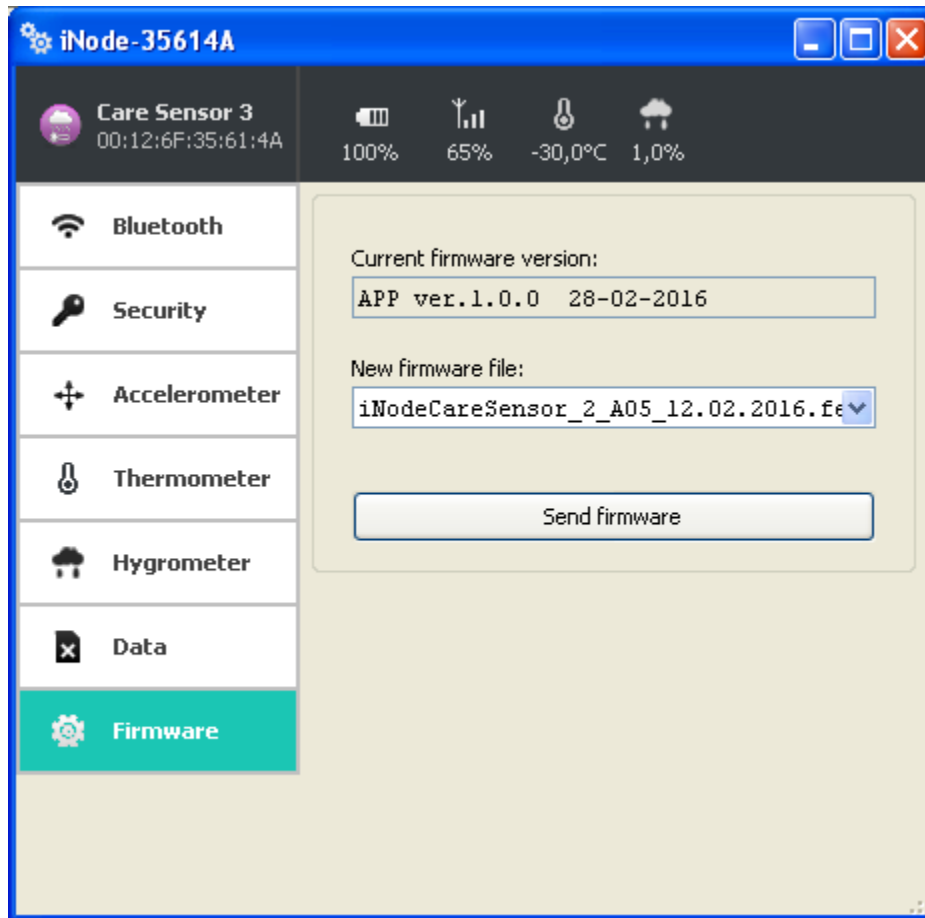 iNode-35614A
Care Sensor 3
00:12:6F:35:61:4A
100% 65% -30,0°C 1,0%
Bluetooth
Security
Accelerometer
Thermometer
Hygrometer
Data
Firmware
Current firmware version:
APP ver.1.0.0 28-02-2016
New firmware file:
iNodeCareSensor_2_A05_12.02.2016.fe
Send firmware